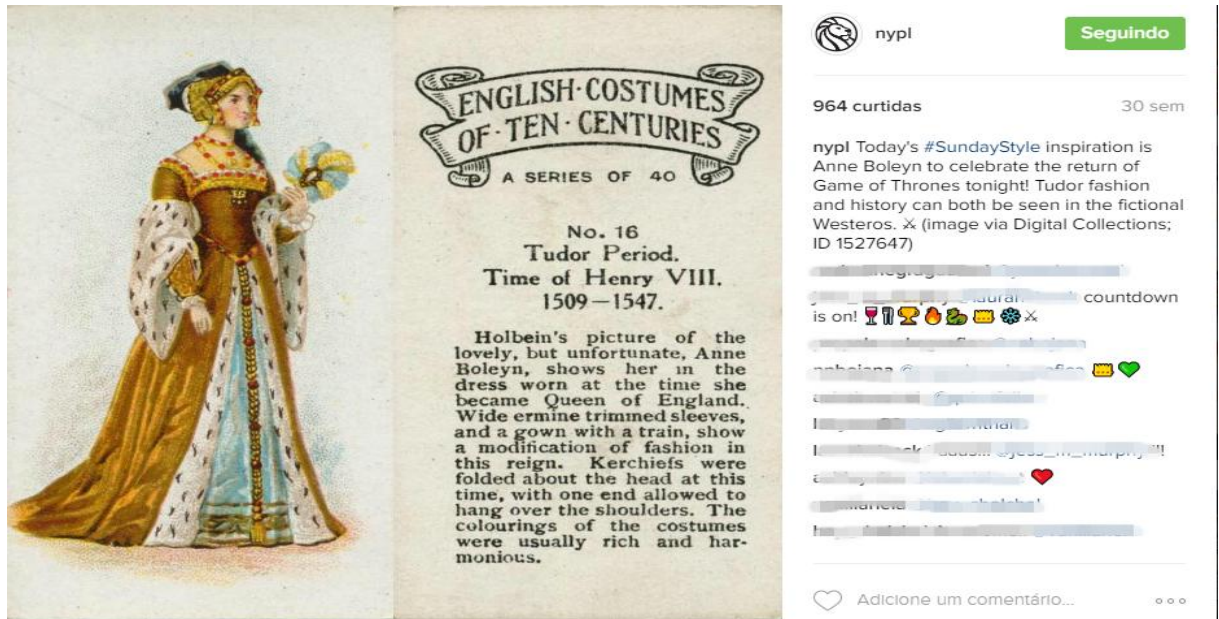 ENGLISH·COSTUMES
OF·TEN·CENTURIES
A SERIES OF 40
No. 16
Tudor Period.
Time of Henry VIII.
1509—1547.
Holbein's picture of the
lovely, but unfortunate, Anne
Boleyn, shows her in the
dress worn at the time she
became Queen of England.
Wide ermine trimmed sleeves,
and a gown with a train, show
a modification of fashion in
this reign. Kerchiefs were
folded about the head at this
time, with one end allowed to
hang over the shoulders. The
colourings of the costumes
were usually rich and har-
monious.
nypl
Seguindo
964 curtidas
30 sem
nypl Today's #SundayStyle inspiration is
Anne Boleyn to celebrate the return of
Game of Thrones tonight! Tudor fashion
and history can both be seen in the fictional
Westeros. ⚔ (image via Digital Collections;
ID 1527647)
countdown
is on! 🍷🍴🏆🔥🐉👑❄⚔
Adicione um comentário...